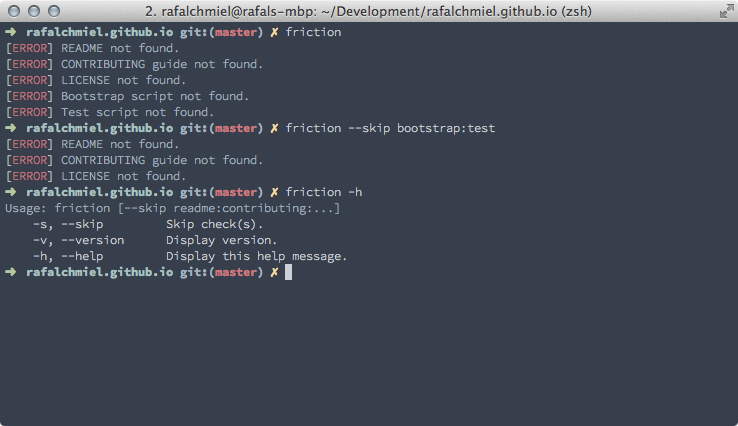 2. rafalchmiel@rafals-mbp: ~/Development/rafalchmiel.github.io (zsh)
➜ rafalchmiel.github.io git:(master) ✗ friction
[ERROR] README not found.
[ERROR] CONTRIBUTING guide not found.
[ERROR] LICENSE not found.
[ERROR] Bootstrap script not found.
[ERROR] Test script not found.
➜ rafalchmiel.github.io git:(master) ✗ friction --skip bootstrap:test
[ERROR] README not found.
[ERROR] CONTRIBUTING guide not found.
[ERROR] LICENSE not found.
➜ rafalchmiel.github.io git:(master) ✗ friction -h
Usage: friction [--skip readme:contributing:...]
    -s, --skip        Skip check(s).
    -v, --version     Display version.
    -h, --help        Display this help message.
➜ rafalchmiel.github.io git:(master) ✗